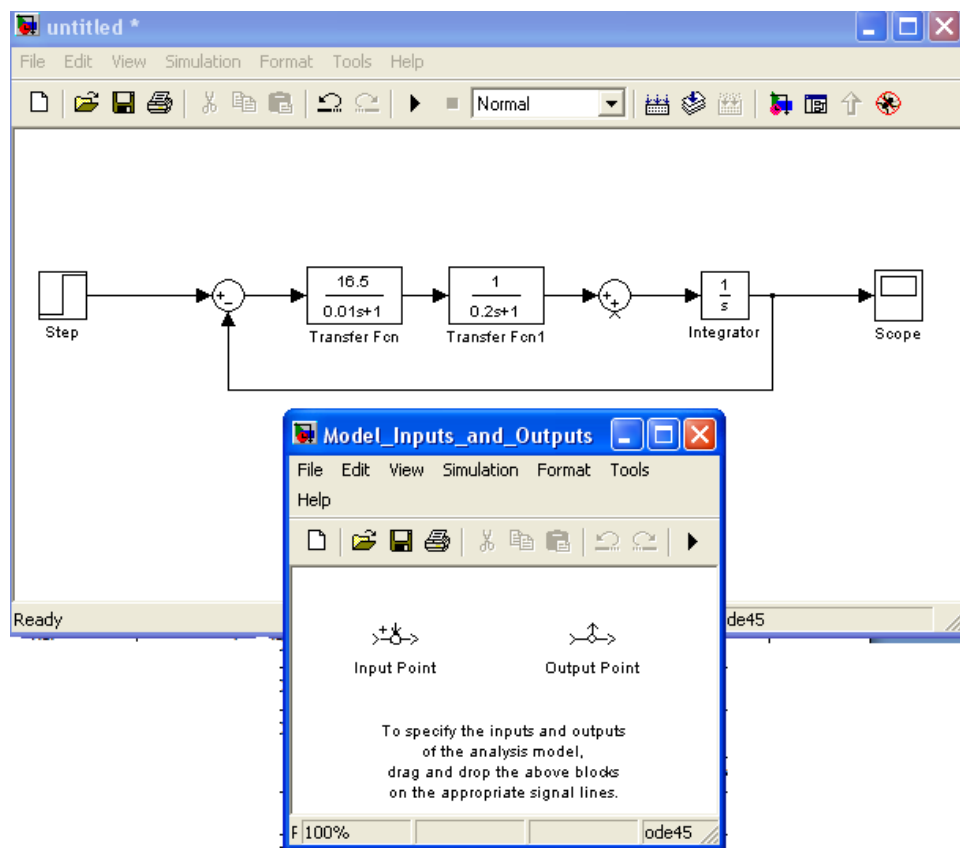 untitled *
File Edit View Simulation Format Tools Help
Normal
16.5
0.01s+1
1
0.2s+1
1
s
Step
Transfer Fcn
Transfer Fcn1
Integrator
Scope
Model_Inputs_and_Outputs
File Edit View Simulation Format Tools
Help
Ready
de45
Input Point
Output Point
To specify the inputs and outputs
of the analysis model,
drag and drop the above blocks
on the appropriate signal lines.
F 100%
ode45